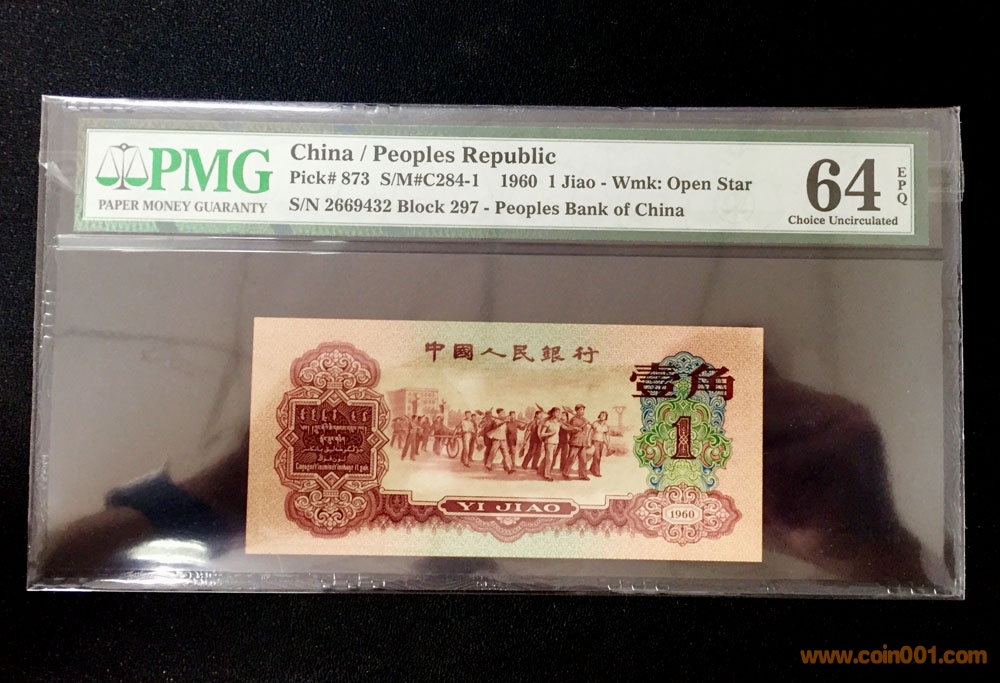 PMG
PAPER MONEY GUARANTY
China / Peoples Republic
Pick# 873 S/M#C284-1 1960 1 Jiao - Wmk: Open Star
S/N 2669432 Block 297 - Peoples Bank of China
64
EPQ
Choice Uncirculated
中國人民銀行
壹角
1
YI JIAO
1960
www.coin001.com